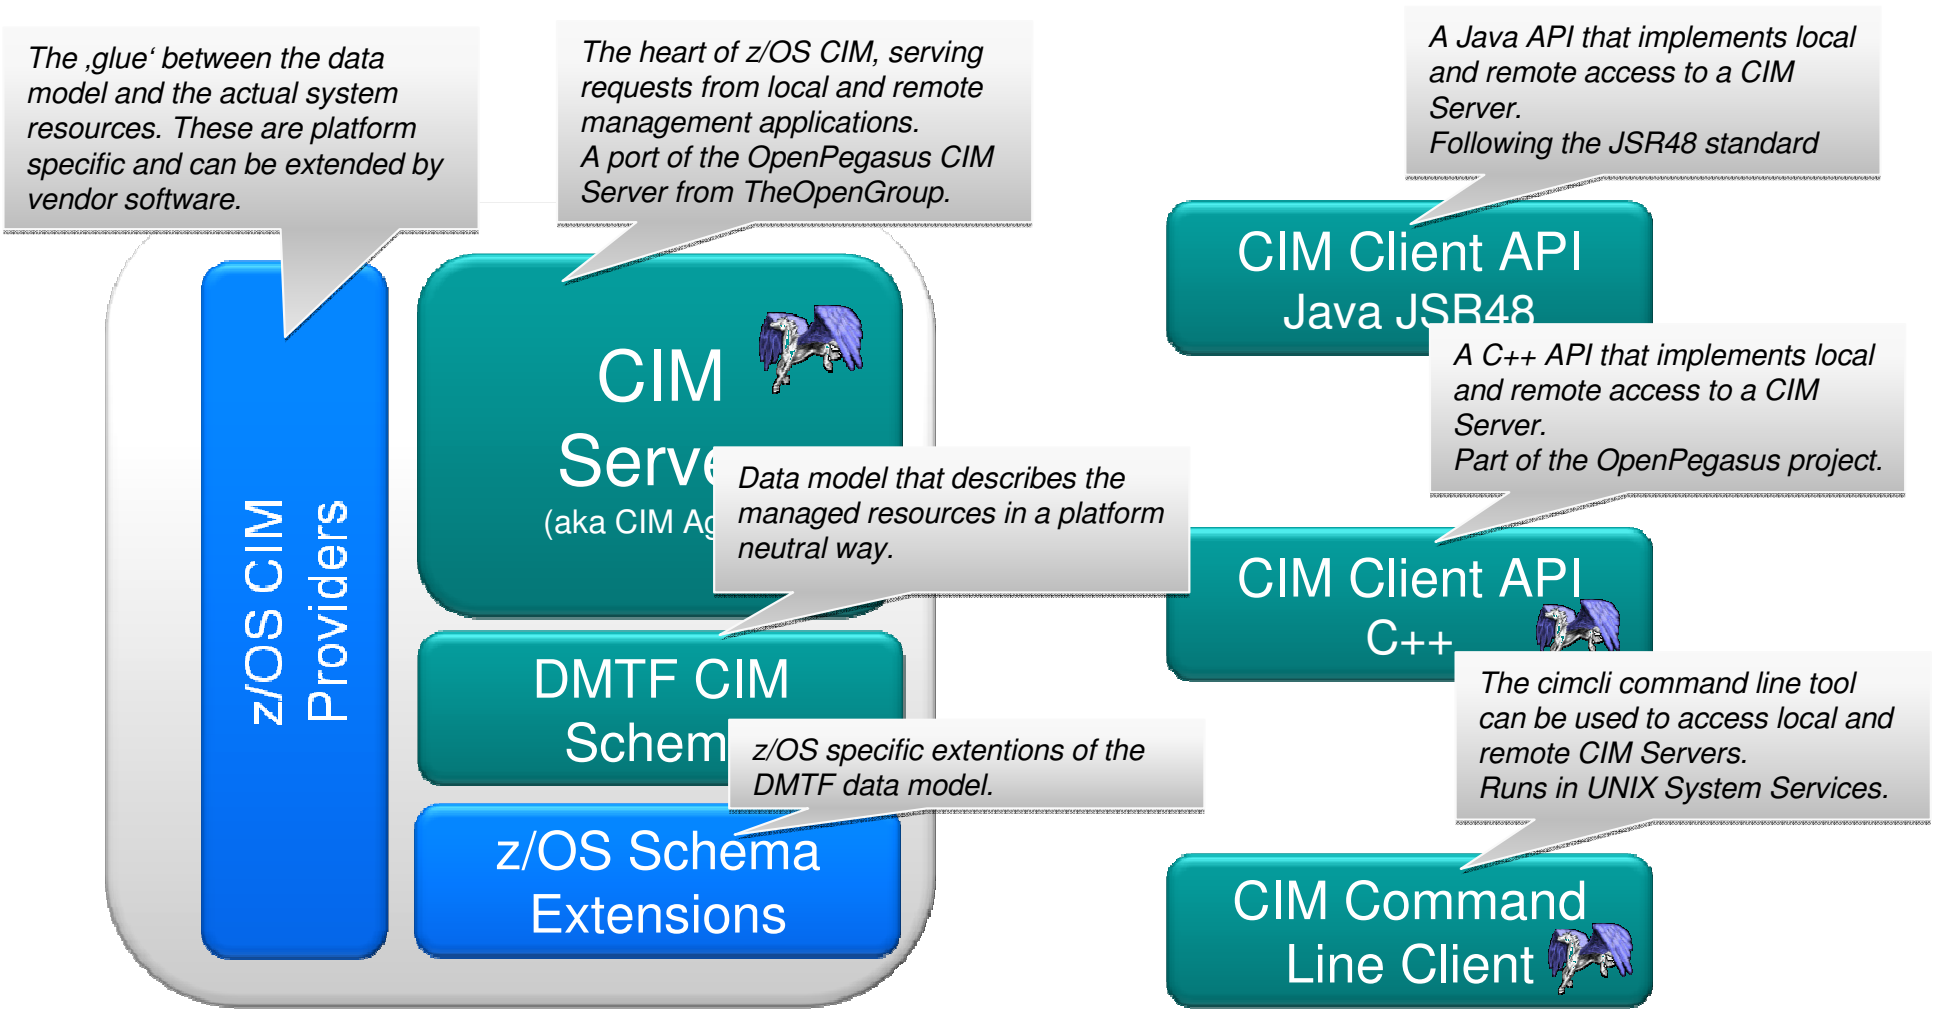 The ‚glue‘ between the data
model and the actual system
resources. These are platform
specific and can be extended by
vendor software.
The heart of z/OS CIM, serving
requests from local and remote
management applications.
A port of the OpenPegasus CIM
Server from TheOpenGroup.
A Java API that implements local
and remote access to a CIM
Server.
Following the JSR48 standard
z/OS CIM
Providers
CIM
Serve
(aka CIM Ag
Data model that describes the
managed resources in a platform
neutral way.
DMTF CIM
Schem
z/OS specific extentions of the
DMTF data model.
z/OS Schema
Extensions
CIM Client API
Java JSR48
A C++ API that implements local
and remote access to a CIM
Server.
Part of the OpenPegasus project.
CIM Client API
C++
The cimcli command line tool
can be used to access local and
remote CIM Servers.
Runs in UNIX System Services.
CIM Command
Line Client